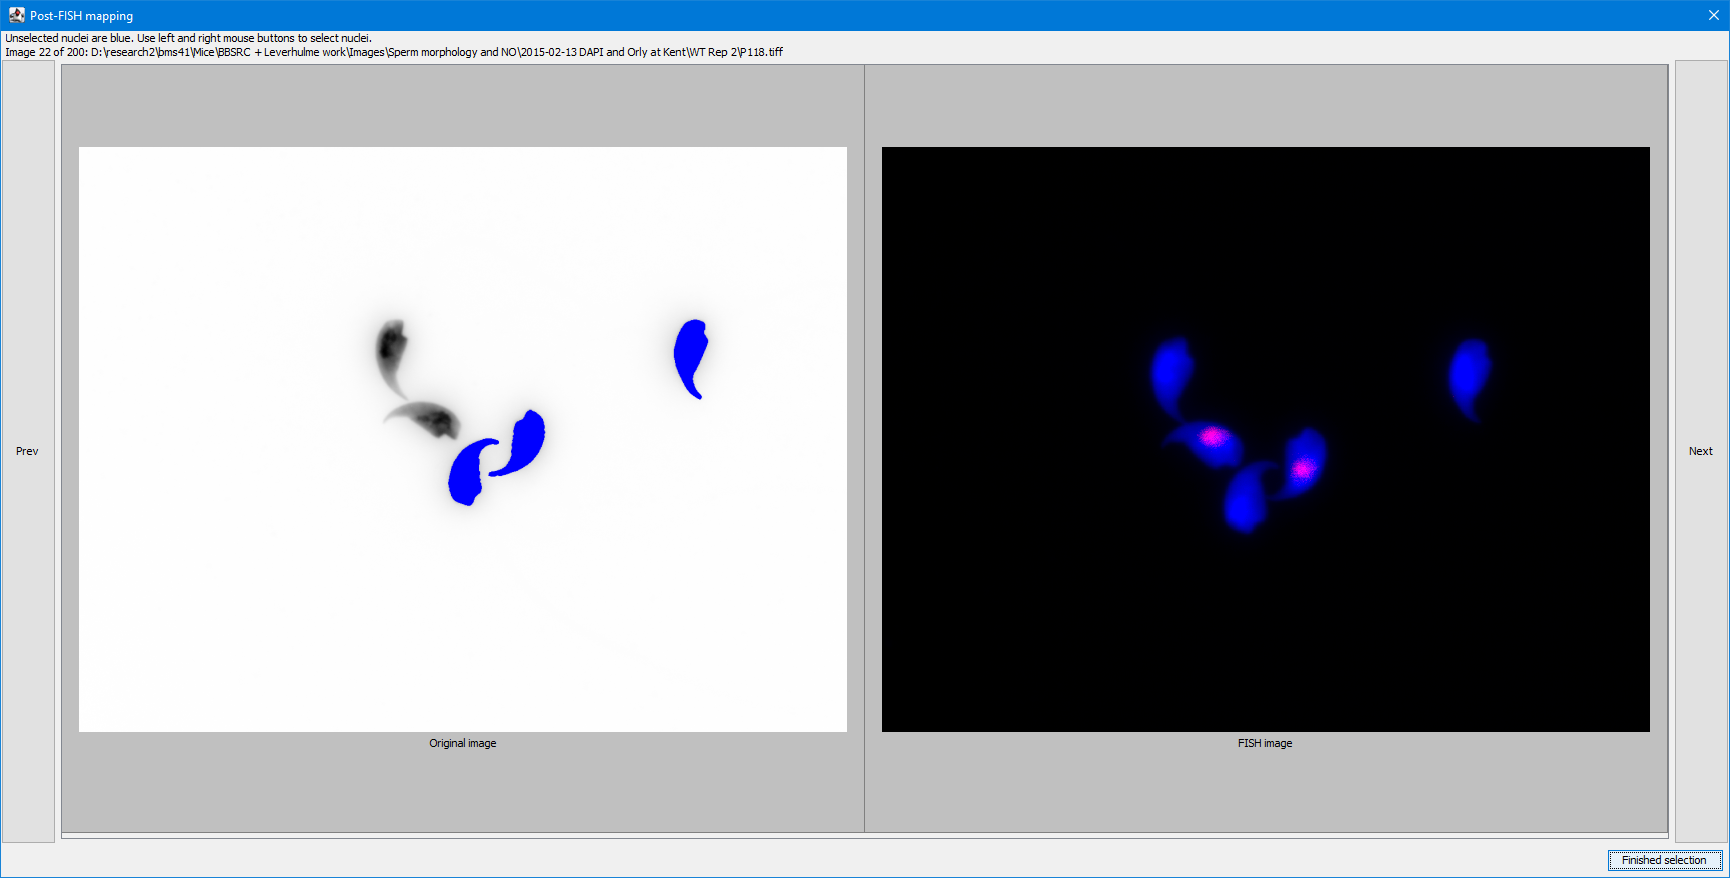 Post-FISH mapping
Unselected nuclei are blue. Use left and right mouse buttons to select nuclei.
Image 22 of 200: D:\research2\bms41\Mice\BBSRC + Leverhulme work\Images\Sperm morphology and NO\2015-02-13 DAPI and Orly at Kent\WT Rep 2\P118.tiff
Prev
Next
Original image
FISH image
Finished selection